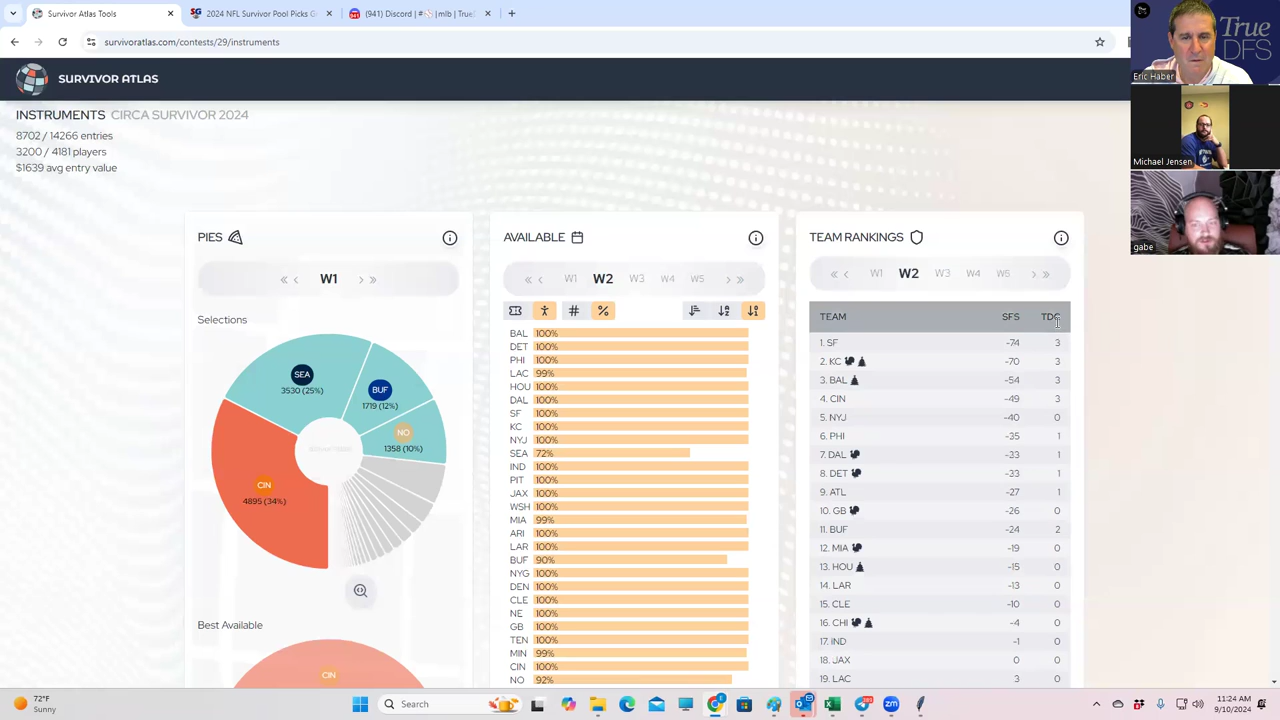 Survivor Atlas Tools
2024 NFL Survivor Pool Picks G
(941) Discord | #⚾ |mlb | TrueD
survivoratlas.com/contests/29/instruments
SURVIVOR ATLAS
INSTRUMENTS CIRCA SURVIVOR 2024
8702 / 14266 entries
3200 / 4181 players
$1639 avg entry value
PIES
W1
Selections
SEA
3530 (25%)
BUF
1719 (12%)
NO
1358 (10%)
CIN
4895 (34%)
Best Available
CIN
AVAILABLE
W1 W2 W3 W4 W5
# %
BAL 100%
DET 100%
PHI 100%
LAC 99%
HOU 100%
DAL 100%
SF 100%
KC 100%
NYJ 100%
SEA 72%
IND 100%
PIT 100%
JAX 100%
WSH 100%
MIA 99%
ARI 100%
LAR 100%
BUF 90%
NYG 100%
DEN 100%
CLE 100%
NE 100%
GB 100%
TEN 100%
MIN 99%
CIN 100%
NO 92%
TEAM RANKINGS
W1 W2 W3 W4 W5
TEAM SFS TDG
1. SF -74 3
2. KC -70 3
3. BAL -54 3
4. CIN -49 3
5. NYJ -40 0
6. PHI -35 1
7. DAL -33 1
8. DET -33 1
9. ATL -27 1
10. GB -26 0
11. BUF -24 2
12. MIA -19 0
13. HOU -15 0
14. LAR -13 0
15. CLE -10 0
16. CHI -4 0
17. IND -1 0
18. JAX 0 0
19. LAC 3 0
True
DFS
Eric Haber
Michael Jensen
gabe
72°F
Sunny
Search
11:24 AM
9/10/2024